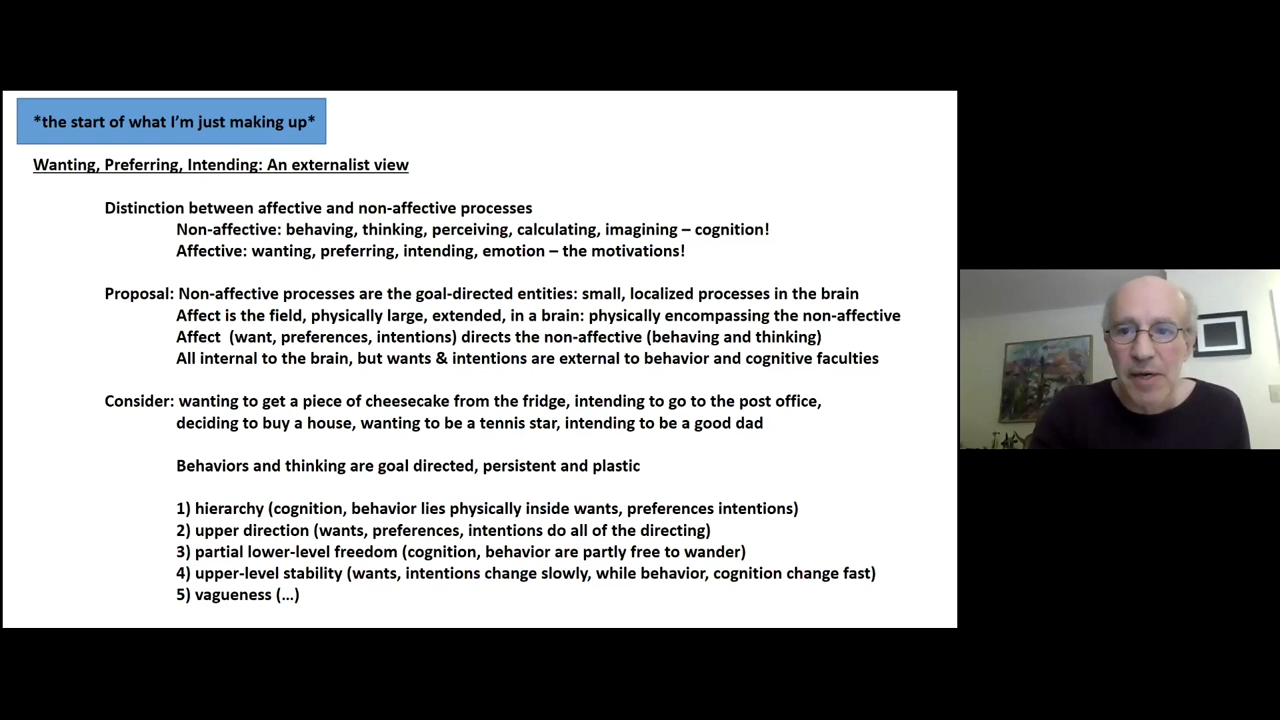 *the start of what I'm just making up*
Wanting, Preferring, Intending: An externalist view
Distinction between affective and non-affective processes
Non-affective: behaving, thinking, perceiving, calculating, imagining – cognition!
Affective: wanting, preferring, intending, emotion – the motivations!
Proposal: Non-affective processes are the goal-directed entities: small, localized processes in the brain
Affect is the field, physically large, extended, in a brain: physically encompassing the non-affective
Affect (want, preferences, intentions) directs the non-affective (behaving and thinking)
All internal to the brain, but wants & intentions are external to behavior and cognitive faculties
Consider: wanting to get a piece of cheesecake from the fridge, intending to go to the post office,
deciding to buy a house, wanting to be a tennis star, intending to be a good dad
Behaviors and thinking are goal directed, persistent and plastic
1) hierarchy (cognition, behavior lies physically inside wants, preferences intentions)
2) upper direction (wants, preferences, intentions do all of the directing)
3) partial lower-level freedom (cognition, behavior are partly free to wander)
4) upper-level stability (wants, intentions change slowly, while behavior, cognition change fast)
5) vagueness (…)